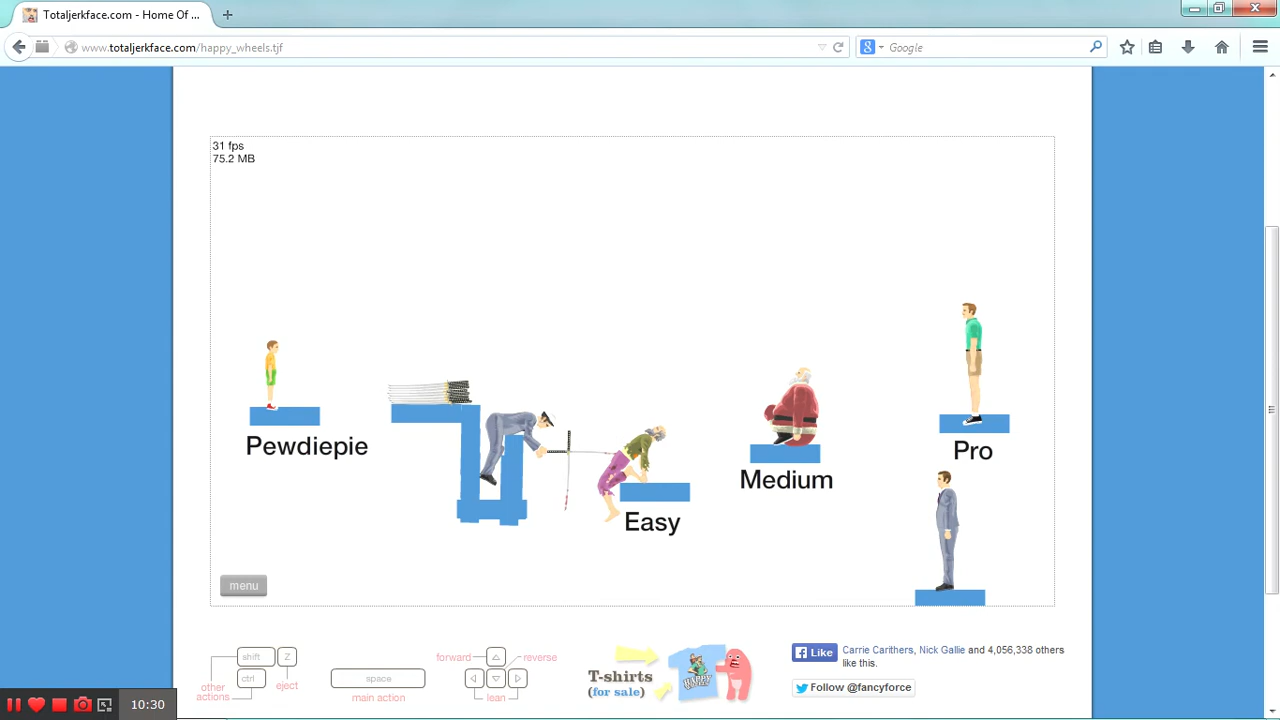 Totaljerkface.com - Home Of ...
www.totaljerkface.com/happy_wheels.tjf
Google
31 fps
75.2 MB
Pewdiepie
Easy
Medium
Pro
menu
shift
Z
ctrl
other
actions
eject
space
main action
forward
reverse
lean
T-shirts
(for sale)
HAPPY
WHEELS
Like
Carrie Carithers, Nick Gallie and 4,056,338 others
like this.
Follow @fancyforce
10:30